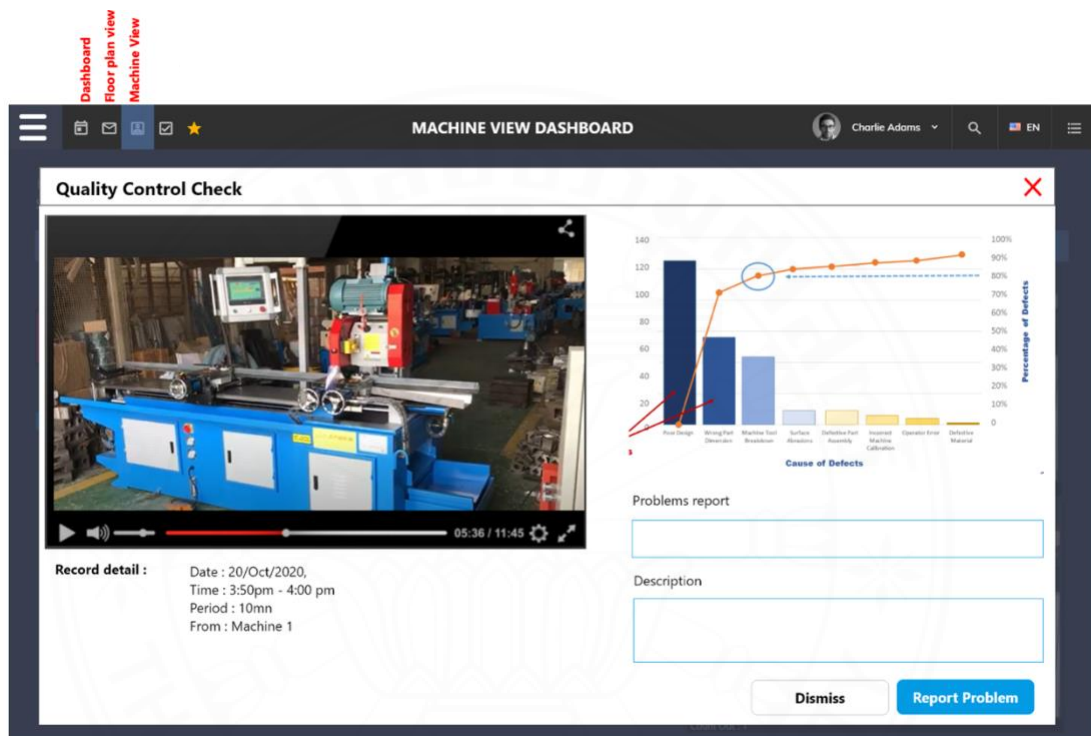 Dashboard
Floor plan view
Machine View
MACHINE VIEW DASHBOARD
Charlie Adams
EN
Quality Control Check
05:36 / 11:45
Record detail :
Date : 20/Oct/2020,
Time : 3:50pm - 4:00 pm
Period : 10mn
From : Machine 1
140
120
100
80
60
40
20
0
100%
90%
80%
70%
60%
50%
40%
30%
20%
10%
0
Percentage of Defects
Poor Design
Wrong Part
Dimension
Machine Tool
Breakdown
Surface
Abrasions
Defective Part
Assembly
Incorrect
Machine
Calibration
Operator Error
Defective
Material
Cause of Defects
Problems report
Description
Dismiss
Report Problem